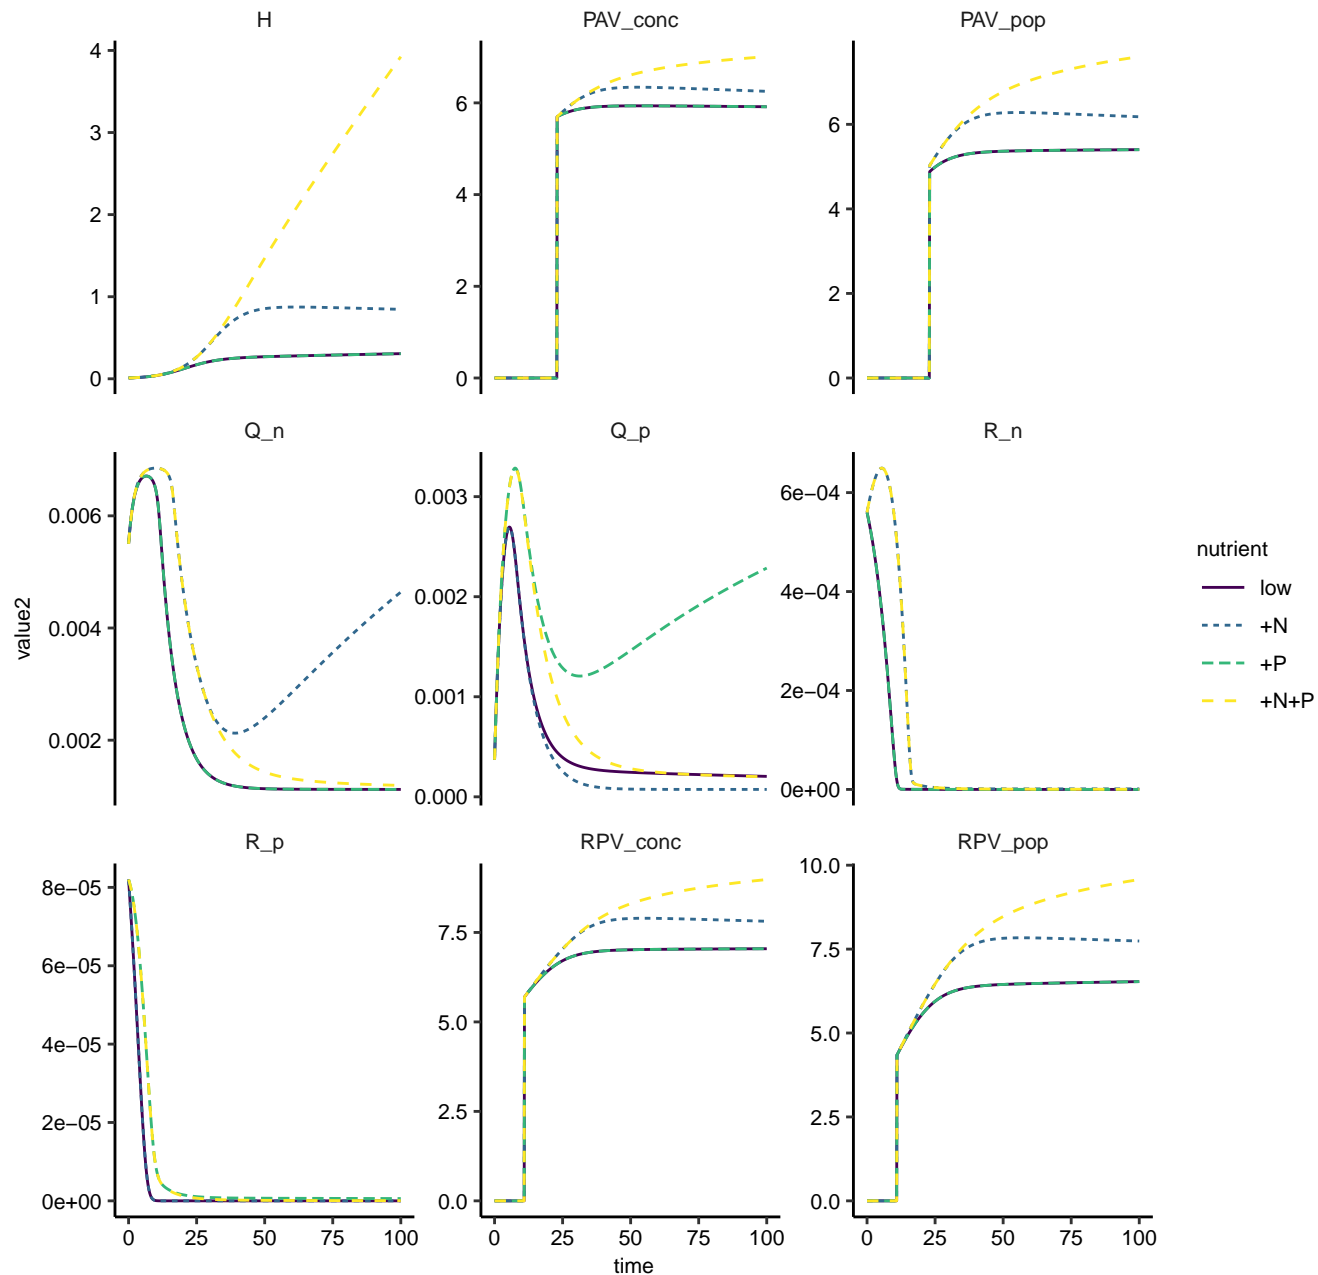 H
PAV_conc
PAV_pop
4
3
2
1
0
6
4
2
0
6
4
2
0
Q_n
Q_p
R_n
0.006
0.004
0.002
0.003
0.002
0.001
0.000
6e−04
4e−04
2e−04
0e+00
value2
nutrient
low
+N
+P
+N+P
R_p
RPV_conc
RPV_pop
8e−05
6e−05
4e−05
2e−05
0e+00
7.5
5.0
2.5
0.0
10.0
7.5
5.0
2.5
0.0
0 25 50 75 100
0 25 50 75 100
0 25 50 75 100
time